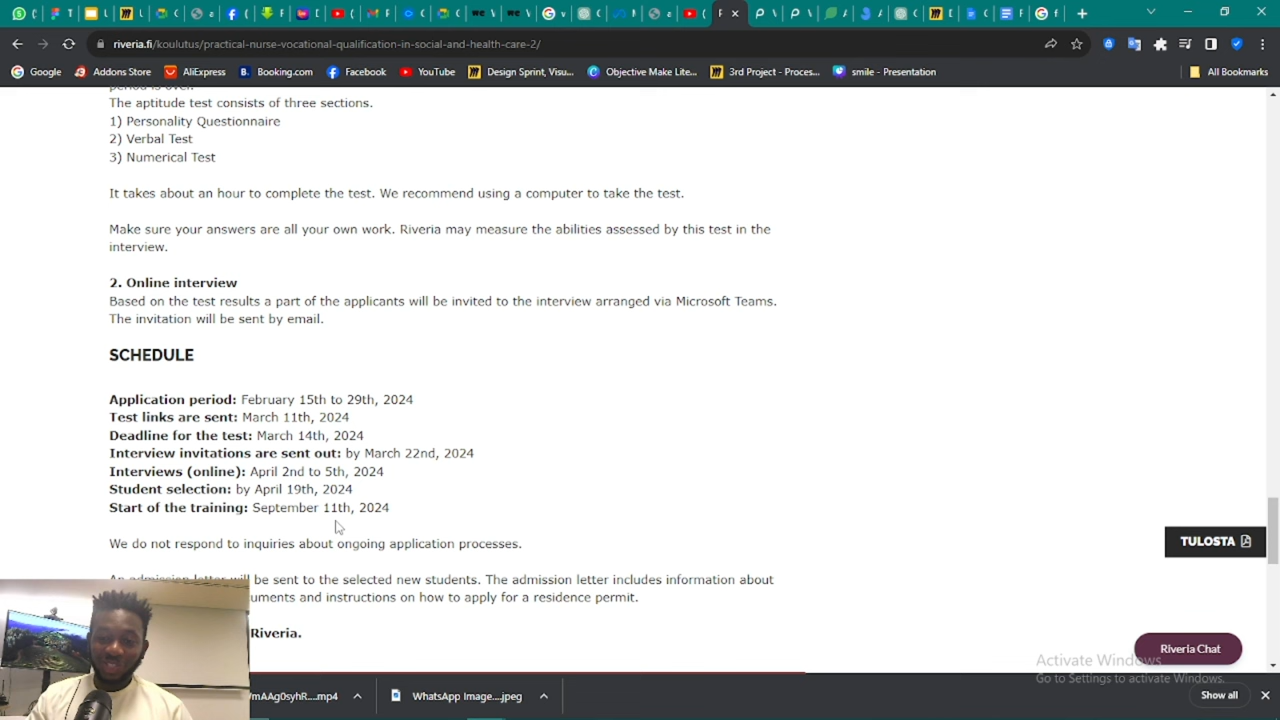 riveria.fi/koulutus/practical-nurse-vocational-qualification-in-social-and-health-care-2/
Google Addons Store AliExpress Booking.com Facebook YouTube Design Sprint, Visu... Objective Make Lite... 3rd Project - Proces... smile - Presentation All Bookmarks
period is over.
The aptitude test consists of three sections.
1) Personality Questionnaire
2) Verbal Test
3) Numerical Test
It takes about an hour to complete the test. We recommend using a computer to take the test.
Make sure your answers are all your own work. Riveria may measure the abilities assessed by this test in the
interview.
2. Online interview
Based on the test results a part of the applicants will be invited to the interview arranged via Microsoft Teams.
The invitation will be sent by email.
SCHEDULE
Application period: February 15th to 29th, 2024
Test links are sent: March 11th, 2024
Deadline for the test: March 14th, 2024
Interview invitations are sent out: by March 22nd, 2024
Interviews (online): April 2nd to 5th, 2024
Student selection: by April 19th, 2024
Start of the training: September 11th, 2024
TULOSTA
We do not respond to inquiries about ongoing application processes.
An admission letter will be sent to the selected new students. The admission letter includes information about
uments and instructions on how to apply for a residence permit.
Riveria.
Riveria Chat
Activate Windows
Go to Settings to activate Windows.
/mAAg0syhR....mp4 WhatsApp Image....jpeg Show all